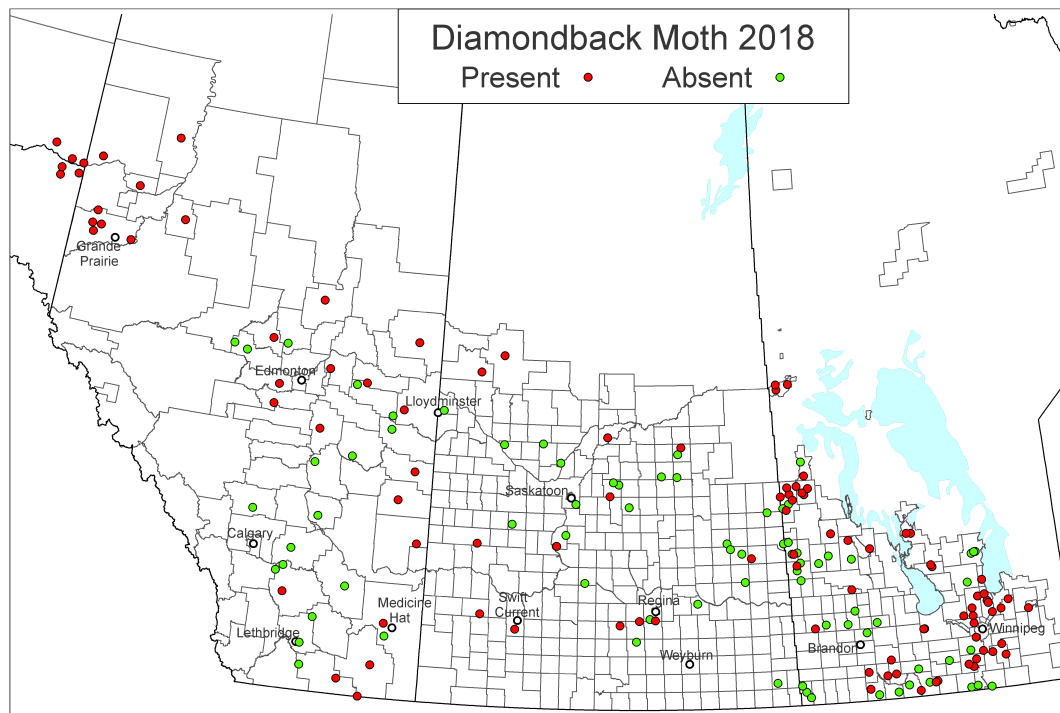 Diamondback Moth 2018
Present Absent
Grande
Prairie
Edmonton
Lloydminster
Saskatoon
Calgary
Medicine
Hat
Swift
Current
Regina
Lethbridge
Weyburn
Brandon
Winnipeg